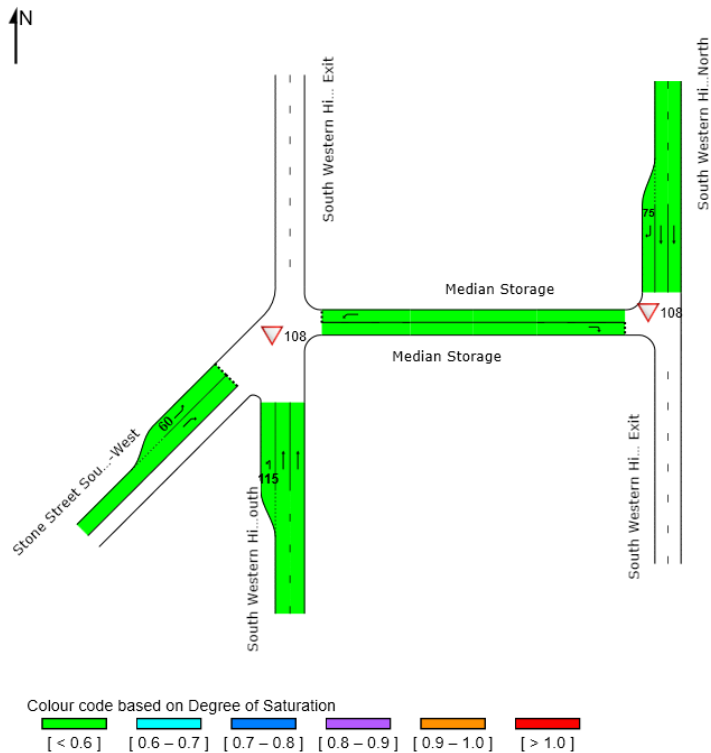 N
South Western Hi... Exit
South Western Hi...North
75
Median Storage
108
108
Median Storage
60
Stone Street Sou...-West
115
South Western Hi...outh
South Western Hi... Exit
Colour code based on Degree of Saturation
[ < 0.6 ] [ 0.6 – 0.7 ] [ 0.7 – 0.8 ] [ 0.8 – 0.9 ] [ 0.9 – 1.0 ] [ > 1.0 ]